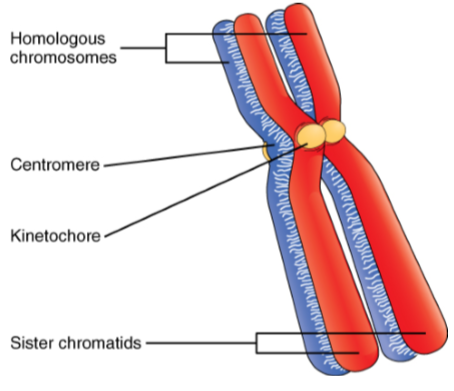 Homologous
chromosomes
Centromere
Kinetochore
Sister chromatids